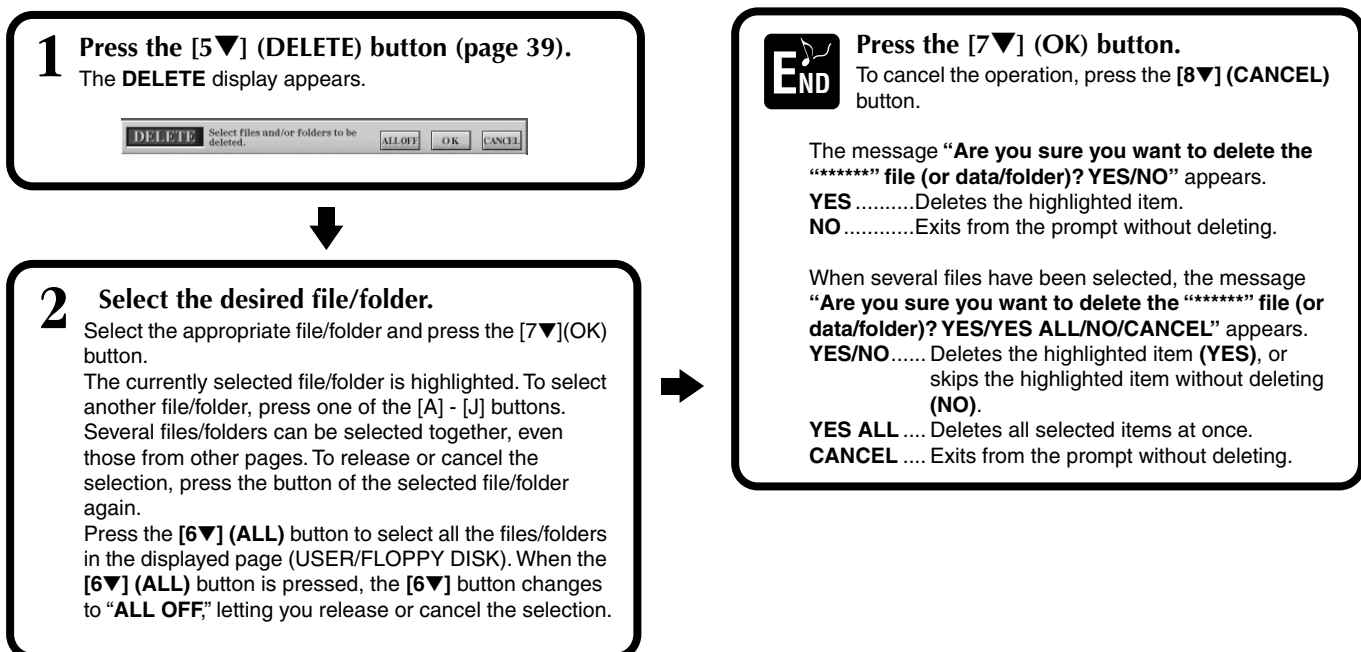 1 Press the [5▼] (DELETE) button (page 39).
The DELETE display appears.
DELETE Select files and/or folders to be
deleted. ALL OFF OK CANCEL
2 Select the desired file/folder.
Select the appropriate file/folder and press the [7▼](OK)
button.
The currently selected file/folder is highlighted. To select
another file/folder, press one of the [A] - [J] buttons.
Several files/folders can be selected together, even
those from other pages. To release or cancel the
selection, press the button of the selected file/folder
again.
Press the [6▼] (ALL) button to select all the files/folders
in the displayed page (USER/FLOPPY DISK). When the
[6▼] (ALL) button is pressed, the [6▼] button changes
to “ALL OFF,” letting you release or cancel the selection.
END Press the [7▼] (OK) button.
To cancel the operation, press the [8▼] (CANCEL)
button.
The message “Are you sure you want to delete the
“******” file (or data/folder)? YES/NO” appears.
YES ..........Deletes the highlighted item.
NO ............Exits from the prompt without deleting.
When several files have been selected, the message
“Are you sure you want to delete the “******” file (or
data/folder)? YES/YES ALL/NO/CANCEL” appears.
YES/NO...... Deletes the highlighted item (YES), or
skips the highlighted item without deleting
(NO).
YES ALL .... Deletes all selected items at once.
CANCEL .... Exits from the prompt without deleting.